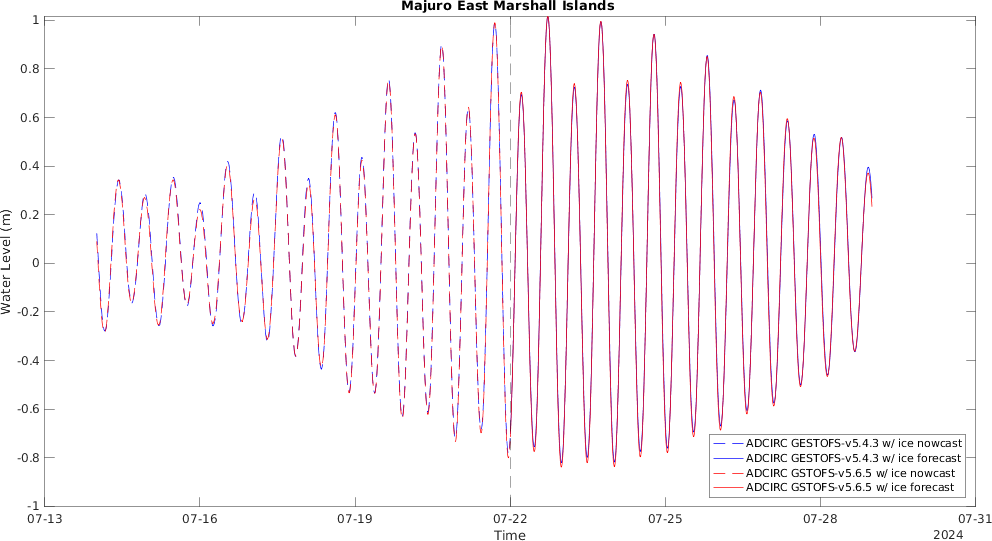 Majuro East Marshall Islands
1
0.8
0.6
0.4
0.2
0
-0.2
-0.4
-0.6
-0.8
-1
Water Level (m)
07-13
07-16
07-19
07-22
07-25
07-28
07-31
Time
2024
ADCIRC GESTOFS-v5.4.3 w/ ice nowcast
ADCIRC GESTOFS-v5.4.3 w/ ice forecast
ADCIRC GSTOFS-v5.6.5 w/ ice nowcast
ADCIRC GSTOFS-v5.6.5 w/ ice forecast